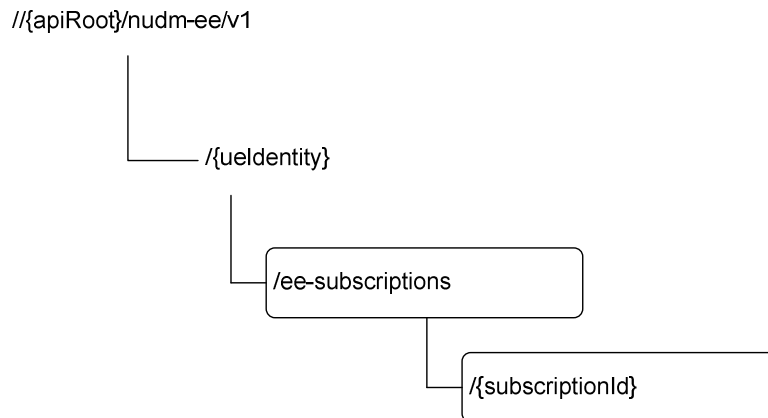 //{apiRoot}/nudm-ee/v1
/{ueIdentity}
/ee-subscriptions
/{subscriptionId}